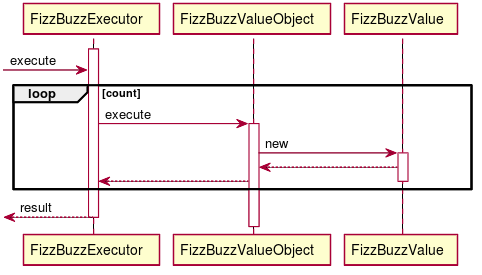 FizzBuzzExecutor FizzBuzzValueObject FizzBuzzValue
execute
loop [count]
execute
new
result
FizzBuzzExecutor FizzBuzzValueObject FizzBuzzValue